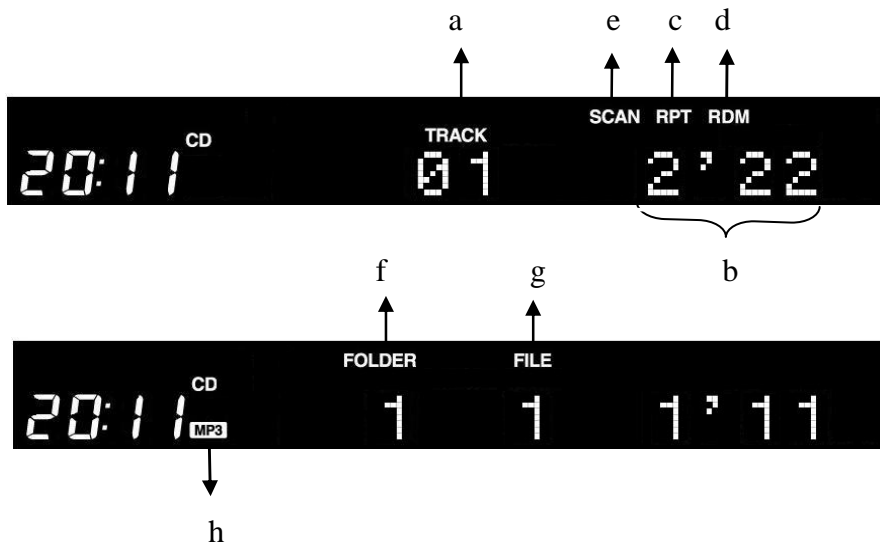 a e c d
SCAN RPT RDM
CD TRACK
20:11 01 2’22
b
f g
FOLDER FILE
CD
20:11 MP3 1 1 1’11
h